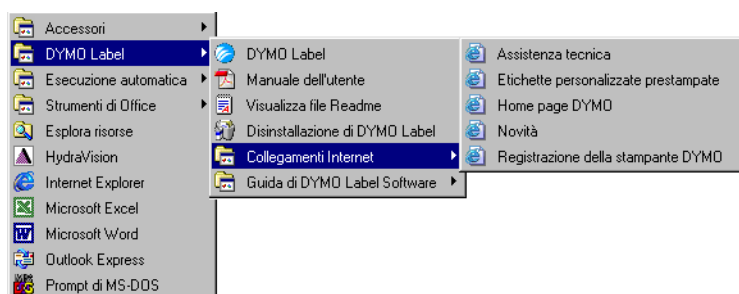 Accessori
DYMO Label
Esecuzione automatica
Strumenti di Office
Esplora risorse
HydraVision
Internet Explorer
Microsoft Excel
Microsoft Word
Outlook Express
Prompt di MS-DOS
DYMO Label
Manuale dell'utente
Visualizza file Readme
Disinstallazione di DYMO Label
Collegamenti Internet
Guida di DYMO Label Software
Assistenza tecnica
Etichette personalizzate prestampate
Home page DYMO
Novità
Registrazione della stampante DYMO